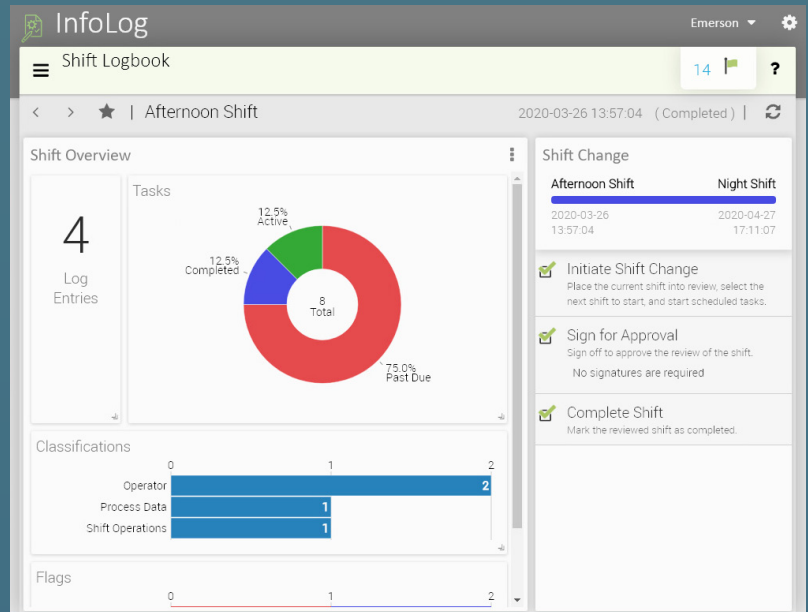 InfoLog
Emerson
Shift Logbook
14
?
| Afternoon Shift
2020-03-26 13:57:04 ( Completed ) |
Shift Overview
4
Log
Entries
Tasks
12.5%
Active
12.5%
Completed
8
Total
75.0%
Past Due
Classifications
0 1 2
Operator 2
Process Data 1
Shift Operations 1
Flags
0 1 2
Shift Change
Afternoon Shift Night Shift
2020-03-26 2020-04-27
13:57:04 17:11:07
Initiate Shift Change
Place the current shift into review, select the
next shift to start, and start scheduled tasks.
Sign for Approval
Sign off to approve the review of the shift.
No signatures are required
Complete Shift
Mark the reviewed shift as completed.